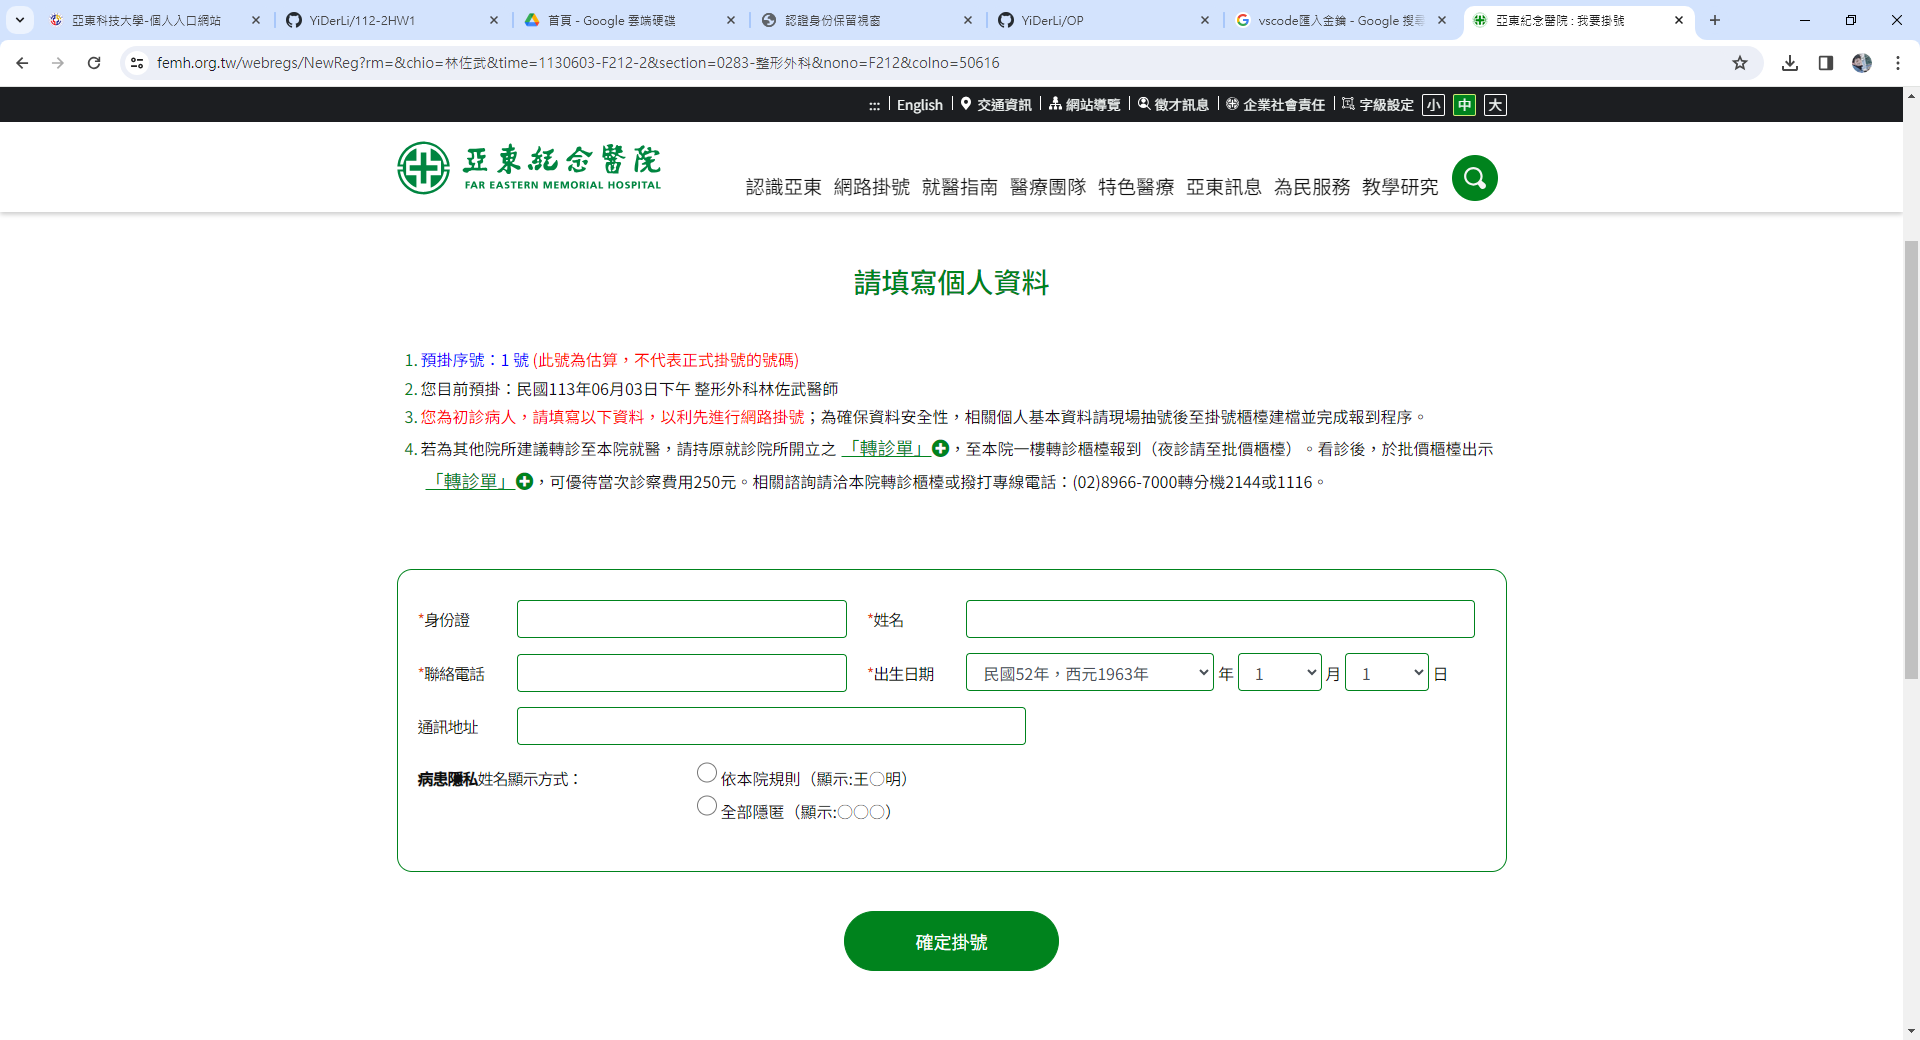 亞東科技大學-個人入口網站
YiDerLi/112-2HW1
首頁 - Google 雲端硬碟
認證身份保留視窗
YiDerLi/OP
vscode匯入金鑰 - Google 搜尋
亞東紀念醫院 : 我要掛號
femh.org.tw/webregs/NewReg?rm=&chio=林佐武&time=1130603-F212-2&section=0283-整形外科&nono=F212&colno=50616
::: English 交通資訊 網站導覽 徵才訊息 企業社會責任 字級設定 小 中 大
亞東紀念醫院
FAR EASTERN MEMORIAL HOSPITAL
認識亞東 網路掛號 就醫指南 醫療團隊 特色醫療 亞東訊息 為民服務 教學研究
請填寫個人資料
1. 預掛序號：1 號 (此號為估算，不代表正式掛號的號碼)
2. 您目前預掛：民國113年06月03日下午 整形外科林佐武醫師
3. 您為初診病人，請填寫以下資料，以利先進行網路掛號；為確保資料安全性，相關個人基本資料請現場抽號後至掛號櫃檯建檔並完成報到程序。
4. 若為其他院所建議轉診至本院就醫，請持原就診院所開立之 「轉診單」，至本院一樓轉診櫃檯報到（夜診請至批價櫃檯）。看診後，於批價櫃檯出示
「轉診單」，可優待當次診察費用250元。相關諮詢請洽本院轉診櫃檯或撥打專線電話：(02)8966-7000轉分機2144或1116。
*身份證 *姓名
*聯絡電話 *出生日期 民國52年，西元1963年 年 1 月 1 日
通訊地址
病患隱私姓名顯示方式： 依本院規則（顯示:王〇明）
全部隱匿（顯示:〇〇〇）
確定掛號